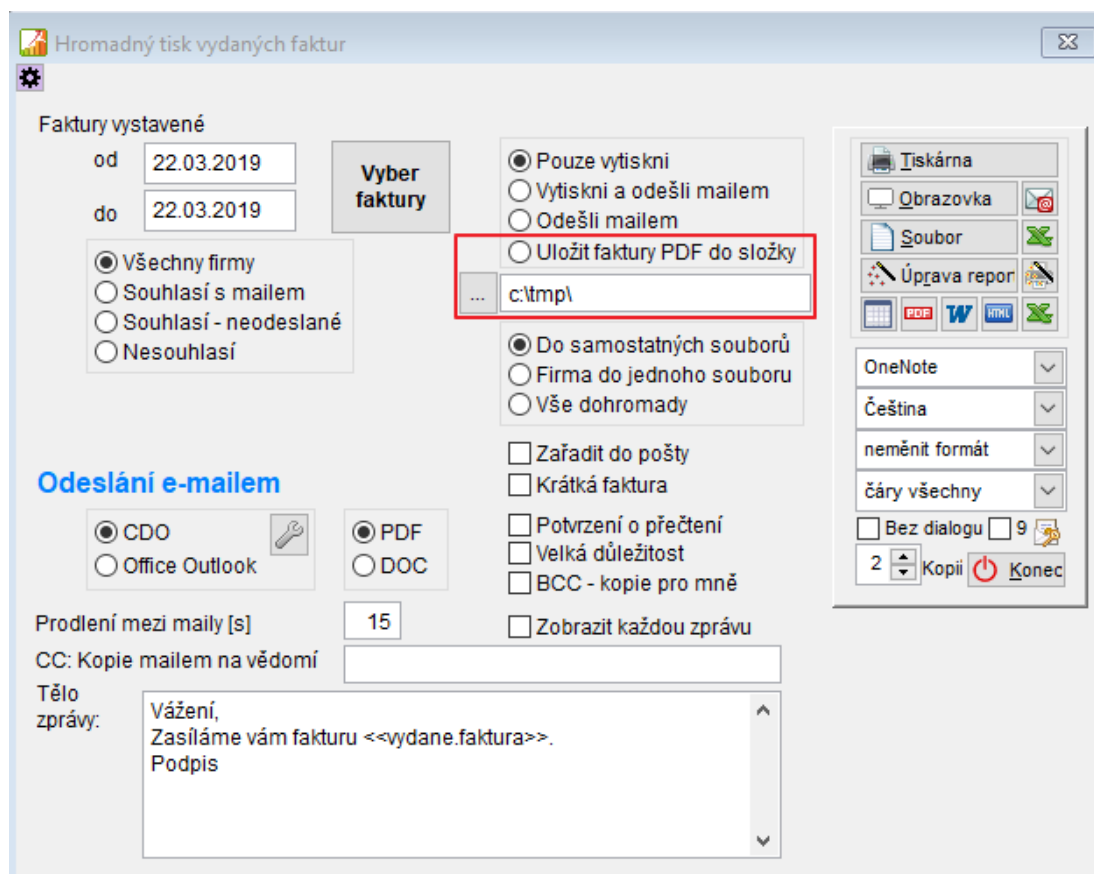 Hromadný tisk vydaných faktur
Faktury vystavené
od 22.03.2019
do 22.03.2019
Vyber
faktury
Všechny firmy
Souhlasí s mailem
Souhlasí - neodeslané
Nesouhlasí
Pouze vytiskni
Vytiskni a odešli mailem
Odešli mailem
Uložit faktury PDF do složky
... c:\tmp\
Do samostatných souborů
Firma do jednoho souboru
Vše dohromady
Zařadit do pošty
Krátká faktura
Potvrzení o přečtení
Velká důležitost
BCC - kopie pro mně
Zobrazit každou zprávu
Odeslání e-mailem
CDO
Office Outlook
PDF
DOC
Prodlení mezi maily [s] 15
CC: Kopie mailem na vědomí
Tělo
zprávy:
Vážení,
Zasíláme vám fakturu <<vydane.faktura>>.
Podpis
Tiskárna
Obrazovka
Soubor
Úprava repor
PDF W HTML
OneNote
Čeština
neměnit formát
čáry všechny
Bez dialogu 9
2 Kopii Konec